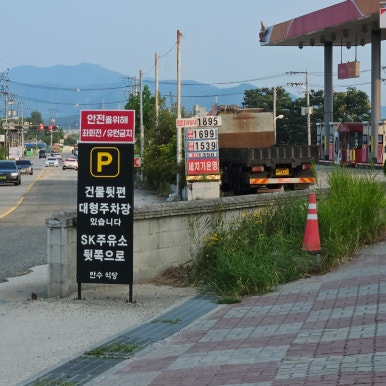 안전을위해
좌회전/유턴금지
P
건물뒷편
대형주차장
있습니다
SK주유소
뒷쪽으로
만수 식당
1895
1699
1539
세차기운영